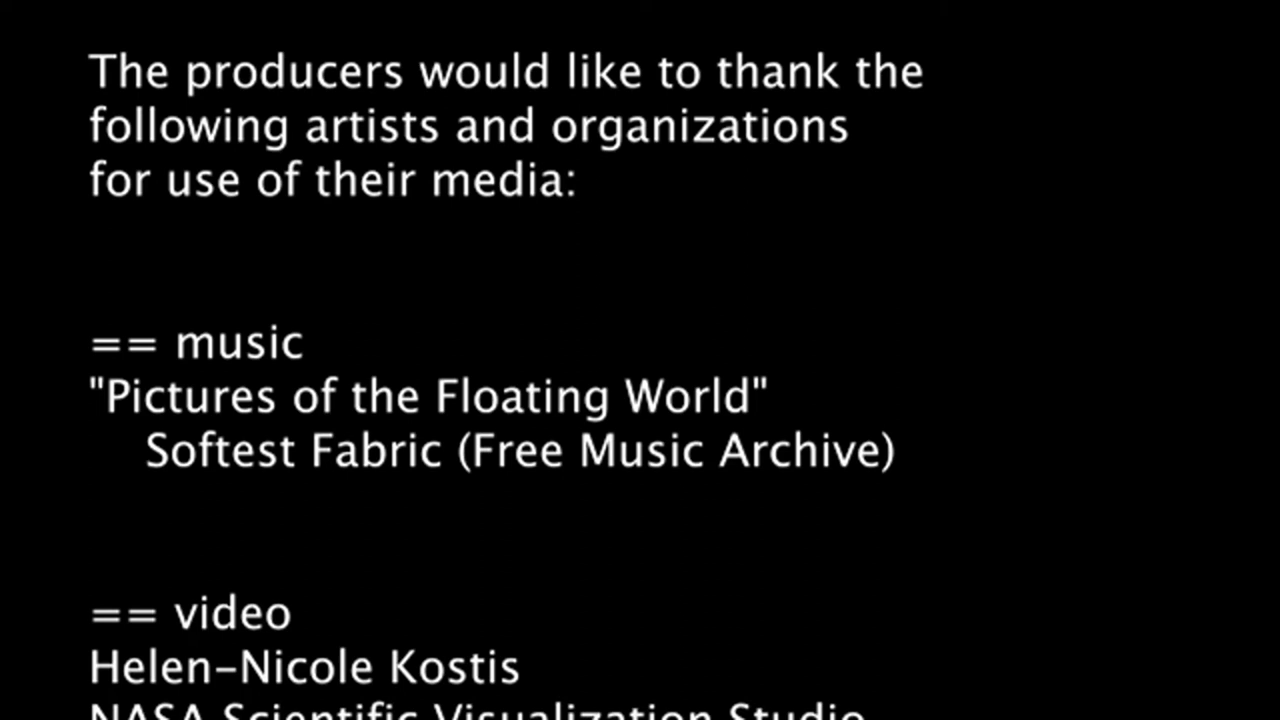 The producers would like to thank the
following artists and organizations
for use of their media:
== music
"Pictures of the Floating World"
Softest Fabric (Free Music Archive)
== video
Helen-Nicole Kostis
NASA Scientific Visualization Studio